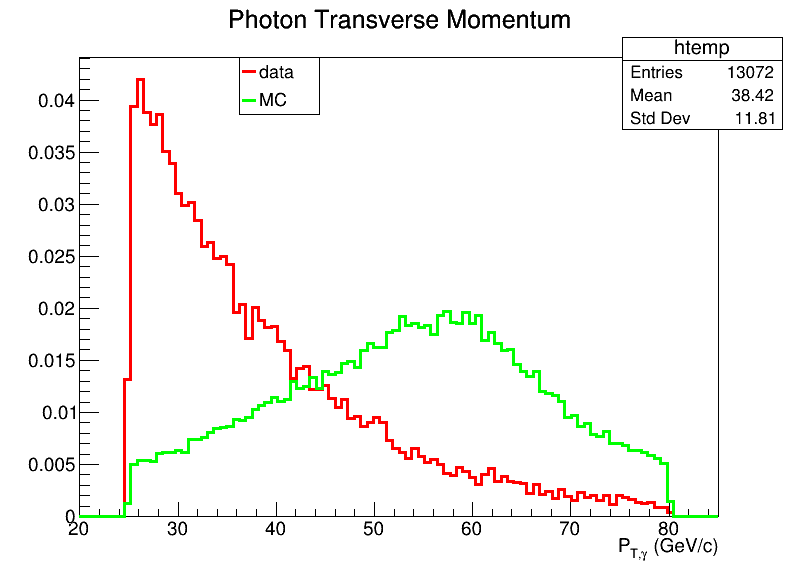 Photon Transverse Momentum
htemp
Entries 13072
Mean 38.42
Std Dev 11.81
data
MC
0.04
0.035
0.03
0.025
0.02
0.015
0.01
0.005
0
20 30 40 50 60 70 80
P_T,γ (GeV/c)